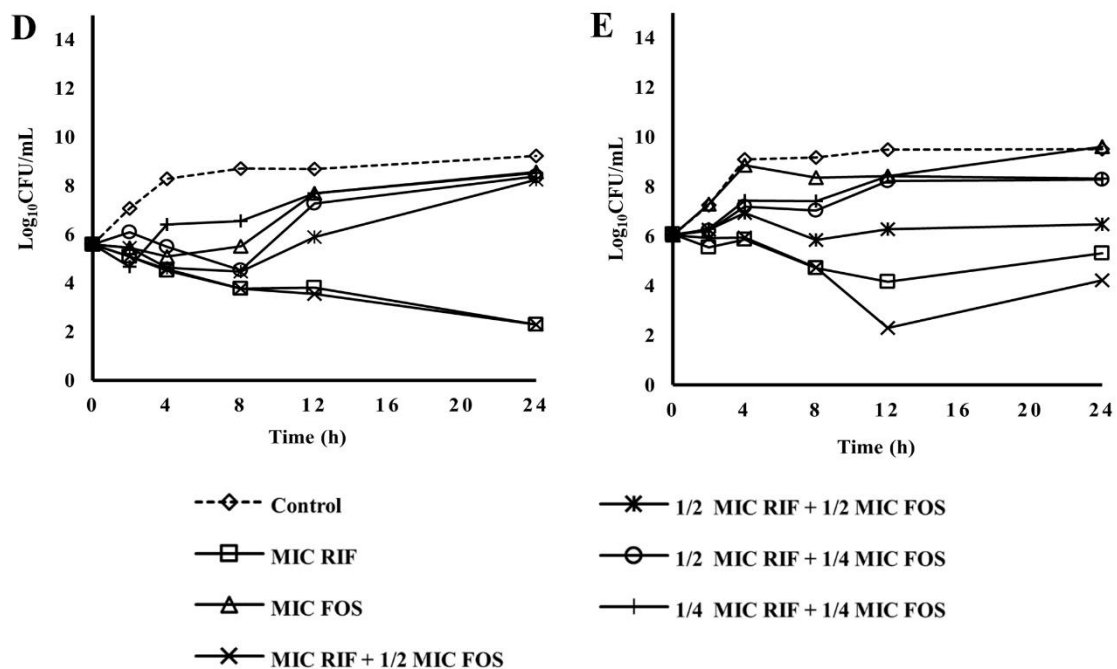 D
14
12
10
8
6
4
2
0
Log10CFU/mL
0 4 8 12 16 20 24
Time (h)
E
14
12
10
8
6
4
2
0
Log10CFU/mL
0 4 8 12 16 20 24
Time (h)
Control
MIC RIF
MIC FOS
MIC RIF + 1/2 MIC FOS
1/2 MIC RIF + 1/2 MIC FOS
1/2 MIC RIF + 1/4 MIC FOS
1/4 MIC RIF + 1/4 MIC FOS